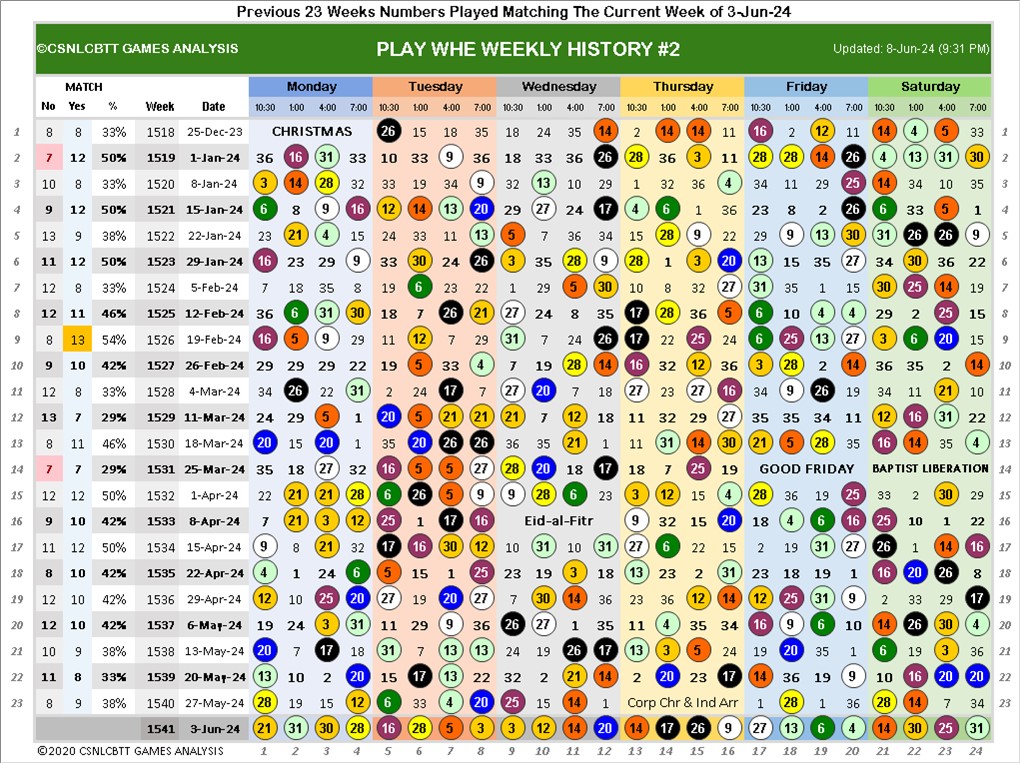 Previous 23 Weeks Numbers Played Matching The Current Week of 3-Jun-24
©CSNLCBTT GAMES ANALYSIS PLAY WHE WEEKLY HISTORY #2 Updated: 8-Jun-24 (9:31 PM)
MATCH Monday Tuesday Wednesday Thursday Friday Saturday
No Yes % Week Date 10:30 1:00 4:00 7:00 10:30 1:00 4:00 7:00 10:30 1:00 4:00 7:00 10:30 1:00 4:00 7:00 10:30 1:00 4:00 7:00 10:30 1:00 4:00 7:00
1 8 8 33% 1518 25-Dec-23 CHRISTMAS 26 15 18 35 18 24 35 14 2 14 14 11 16 2 12 11 14 4 5 33 1
2 7 12 50% 1519 1-Jan-24 36 16 31 33 10 33 9 36 18 33 36 26 28 36 3 11 28 28 14 26 4 13 31 30 2
3 10 8 33% 1520 8-Jan-24 3 14 28 32 33 19 34 9 32 13 10 29 1 32 36 4 34 11 29 25 14 34 10 35 3
4 9 12 50% 1521 15-Jan-24 6 8 9 16 12 14 13 20 29 27 24 17 4 6 1 36 23 8 2 26 6 33 5 1 4
5 13 9 38% 1522 22-Jan-24 23 21 4 15 24 33 11 13 5 7 36 34 15 28 9 22 29 9 13 30 31 26 26 9 5
6 11 12 50% 1523 29-Jan-24 16 23 29 9 33 30 24 26 3 35 28 9 28 1 3 20 13 15 35 27 34 30 36 22 6
7 12 8 33% 1524 5-Feb-24 7 18 35 8 19 6 23 22 1 29 5 30 10 8 32 27 31 35 1 15 30 25 14 19 7
8 12 11 46% 1525 12-Feb-24 36 6 31 30 18 7 26 21 27 24 8 35 17 28 36 5 6 10 4 4 29 2 25 15 8
9 8 13 54% 1526 19-Feb-24 16 5 9 29 11 12 7 29 31 7 24 26 17 22 25 24 6 25 13 27 3 6 20 15 9
10 9 10 42% 1527 26-Feb-24 29 29 29 22 19 5 33 4 7 19 28 14 16 32 12 36 3 28 2 14 36 35 2 14 10
11 12 8 33% 1528 4-Mar-24 34 26 22 31 2 24 17 7 27 20 7 18 27 23 27 16 34 9 26 19 34 11 21 10 11
12 13 7 29% 1529 11-Mar-24 24 29 5 1 20 5 21 21 21 7 12 18 11 32 29 27 35 35 34 11 12 16 31 22 12
13 8 11 46% 1530 18-Mar-24 20 15 20 1 35 20 26 26 36 35 21 1 11 31 14 30 21 5 28 35 16 14 35 4 13
14 7 7 29% 1531 25-Mar-24 35 18 27 32 16 5 5 27 28 20 18 17 18 7 25 19 GOOD FRIDAY BAPTIST LIBERATION 14
15 12 12 50% 1532 1-Apr-24 22 21 21 28 6 26 5 9 9 28 6 23 3 12 15 4 28 36 19 25 33 2 30 29 15
16 9 10 42% 1533 8-Apr-24 7 21 3 12 25 1 17 16 Eid-al-Fitr 9 32 15 20 18 4 6 16 25 10 1 22 16
17 11 12 50% 1534 15-Apr-24 9 8 21 32 17 16 30 12 10 31 10 31 27 6 22 15 2 19 31 27 26 1 14 16 17
18 8 10 42% 1535 22-Apr-24 4 1 24 6 5 15 1 25 23 19 3 18 13 23 2 31 23 18 19 1 16 20 26 8 18
19 12 10 42% 1536 29-Apr-24 12 10 25 20 27 19 20 27 7 30 14 36 23 36 12 14 12 25 31 9 2 33 29 17 19
20 12 10 42% 1537 6-May-24 19 24 3 31 11 29 9 36 26 27 1 35 11 4 35 34 16 9 6 10 14 26 30 4 20
21 10 9 38% 1538 13-May-24 20 7 17 34 31 7 13 13 24 11 26 17 13 3 5 24 19 20 35 1 6 19 3 36 21
22 11 8 33% 1539 20-May-24 13 10 2 20 15 17 13 22 32 2 21 14 2 20 23 17 14 36 19 9 10 16 20 20 22
23 8 9 38% 1540 27-May-24 28 19 15 12 6 33 4 20 25 15 14 1 Corp Chr & Ind Arr 1 28 1 31 28 14 7 34 23
1541 3-Jun-24 21 31 30 28 16 28 5 3 3 12 14 20 14 17 26 9 27 13 6 4 14 30 25 31
©2020 CSNLCBTT GAMES ANALYSIS 1 2 3 4 5 6 7 8 9 10 11 12 13 14 15 16 17 18 19 20 21 22 23 24